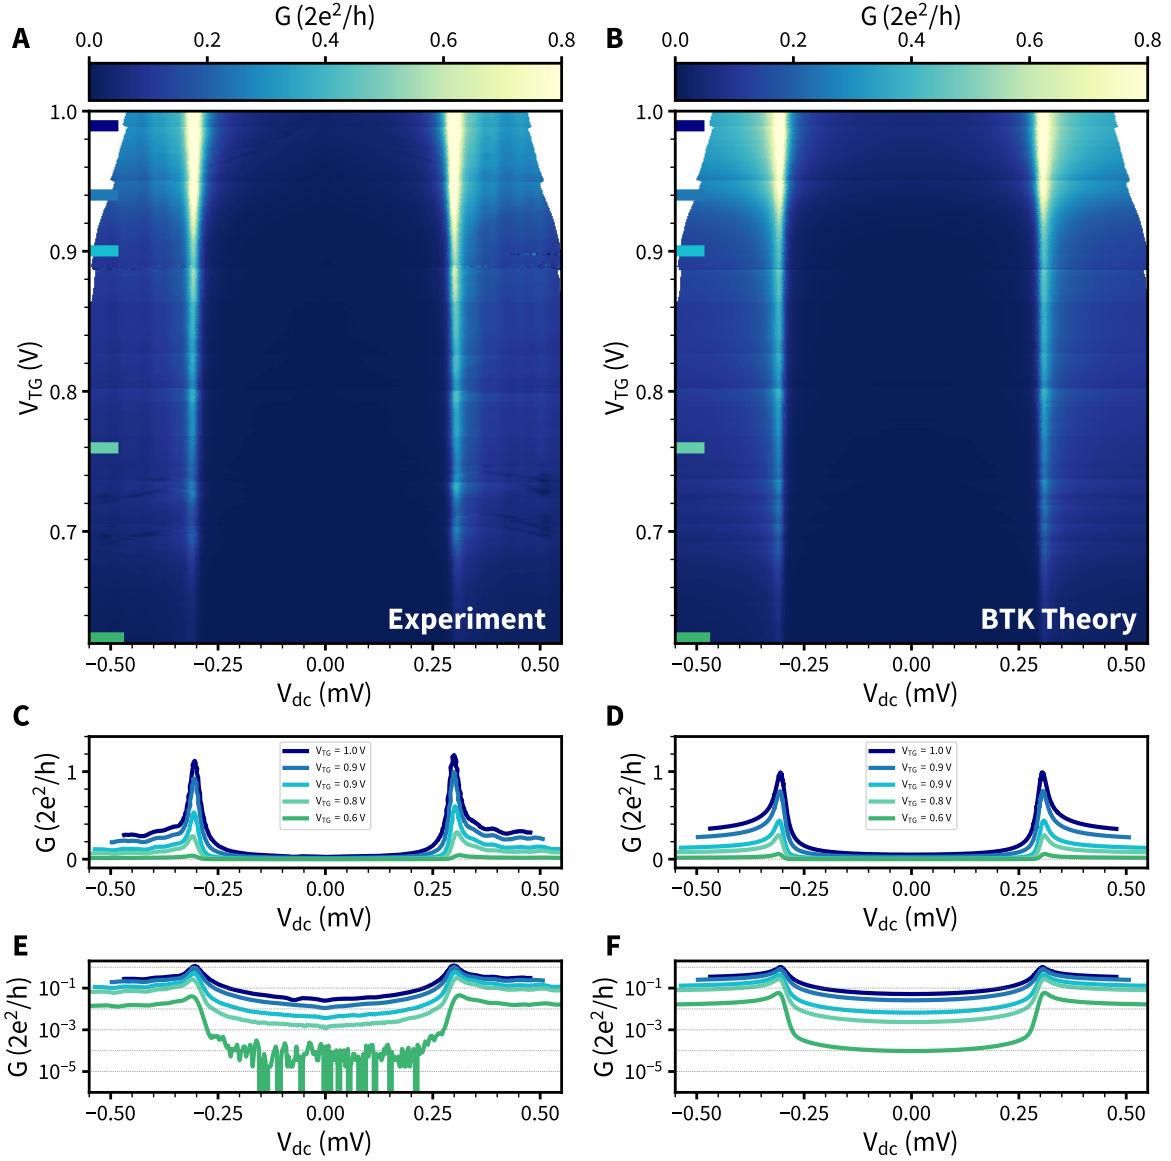 G (2e²/h)
A
0.0 0.2 0.4 0.6 0.8
G (2e²/h)
B
0.0 0.2 0.4 0.6 0.8
1.0
0.9
0.8
0.7
V_TG (V)
Experiment
−0.50 −0.25 0.00 0.25 0.50
V_dc (mV)
1.0
0.9
0.8
0.7
V_TG (V)
BTK Theory
−0.50 −0.25 0.00 0.25 0.50
V_dc (mV)
C
G (2e²/h)
1
0
V_TG = 1.0 V
V_TG = 0.9 V
V_TG = 0.9 V
V_TG = 0.8 V
V_TG = 0.6 V
−0.50 −0.25 0.00 0.25 0.50
V_dc (mV)
D
G (2e²/h)
1
0
V_TG = 1.0 V
V_TG = 0.9 V
V_TG = 0.9 V
V_TG = 0.8 V
V_TG = 0.6 V
−0.50 −0.25 0.00 0.25 0.50
V_dc (mV)
E
G (2e²/h)
10⁻¹
10⁻³
10⁻⁵
−0.50 −0.25 0.00 0.25 0.50
V_dc (mV)
F
G (2e²/h)
10⁻¹
10⁻³
10⁻⁵
−0.50 −0.25 0.00 0.25 0.50
V_dc (mV)